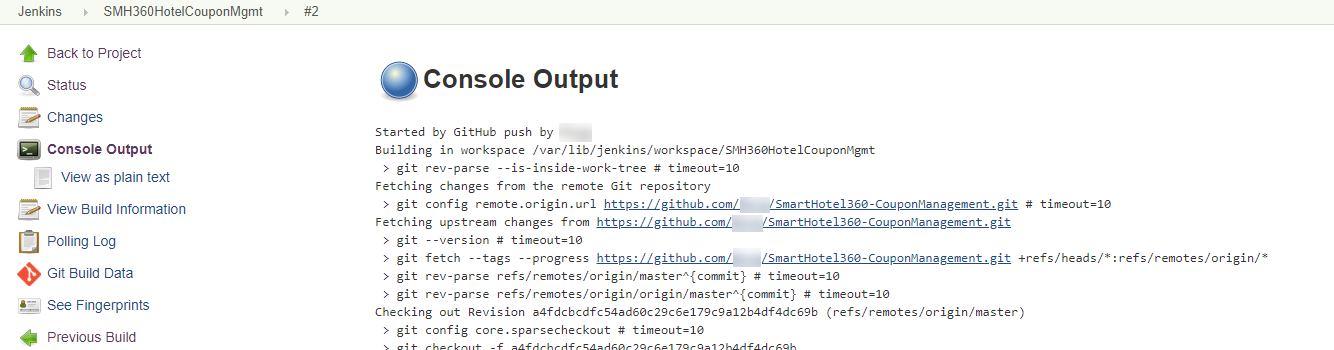 Jenkins SMH360HotelCouponMgmt #2
Back to Project
Status
Changes
Console Output
View as plain text
View Build Information
Polling Log
Git Build Data
See Fingerprints
Previous Build
Console Output
Started by GitHub push by
Building in workspace /var/lib/jenkins/workspace/SMH360HotelCouponMgmt
> git rev-parse --is-inside-work-tree # timeout=10
Fetching changes from the remote Git repository
> git config remote.origin.url https://github.com/ /SmartHotel360-CouponManagement.git # timeout=10
Fetching upstream changes from https://github.com/ /SmartHotel360-CouponManagement.git
> git --version # timeout=10
> git fetch --tags --progress https://github.com/ /SmartHotel360-CouponManagement.git +refs/heads/*:refs/remotes/origin/*
> git rev-parse refs/remotes/origin/master^{commit} # timeout=10
> git rev-parse refs/remotes/origin/origin/master^{commit} # timeout=10
Checking out Revision a4fdcbcdfc54ad60c29c6e179c9a12b4df4dc69b (refs/remotes/origin/master)
> git config core.sparsecheckout # timeout=10
> git checkout -f a4fdcbcdfc54ad60c29c6e179c9a12b4df4dc69b